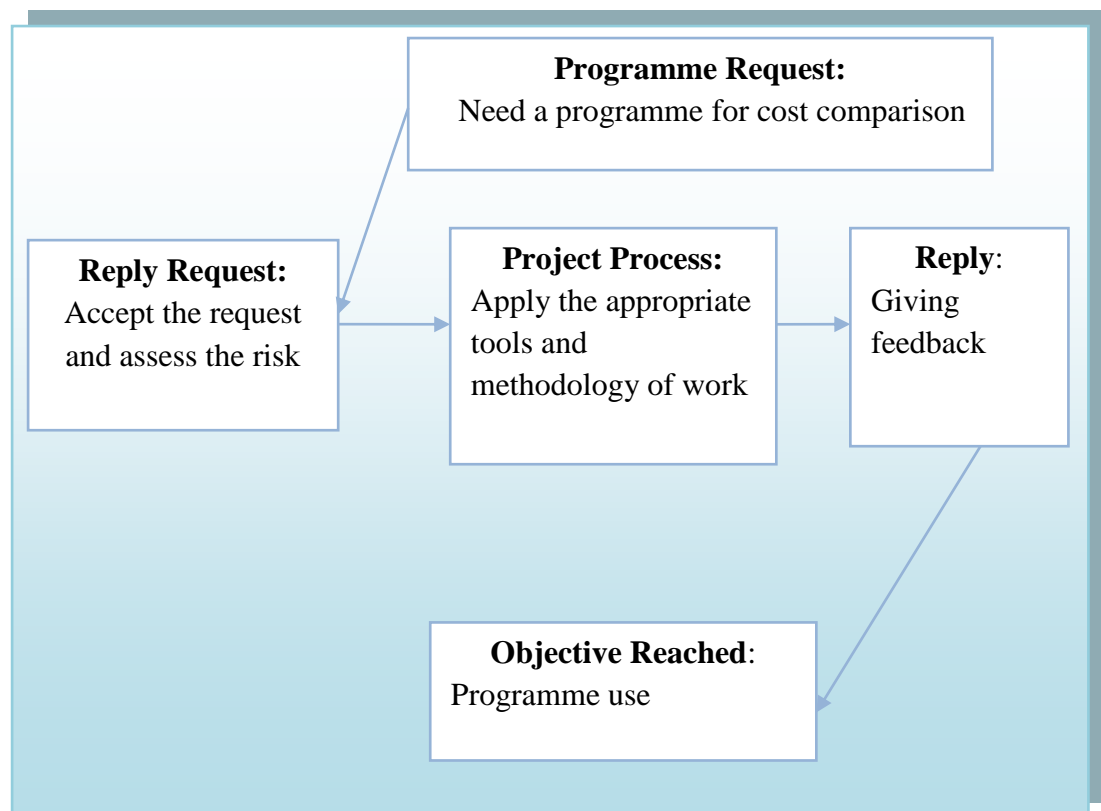 Programme Request:
Need a programme for cost comparison
Reply Request:
Accept the request
and assess the risk
Project Process:
Apply the appropriate
tools and
methodology of work
Reply:
Giving
feedback
Objective Reached:
Programme use